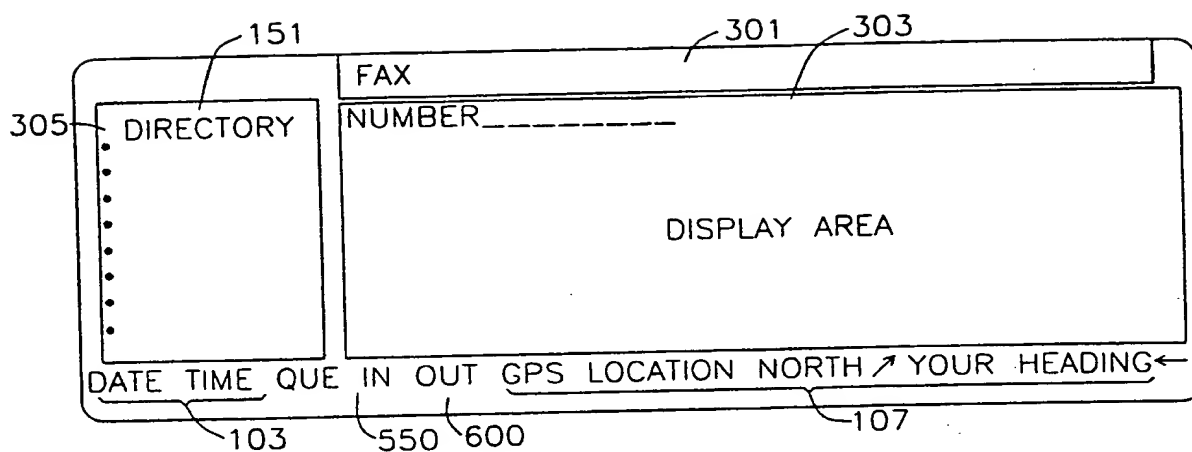 151
301
303
FAX
305
DIRECTORY
NUMBER_________
DISPLAY AREA
DATE TIME QUE IN OUT GPS LOCATION NORTH↗ YOUR HEADING←
103
550
600
107